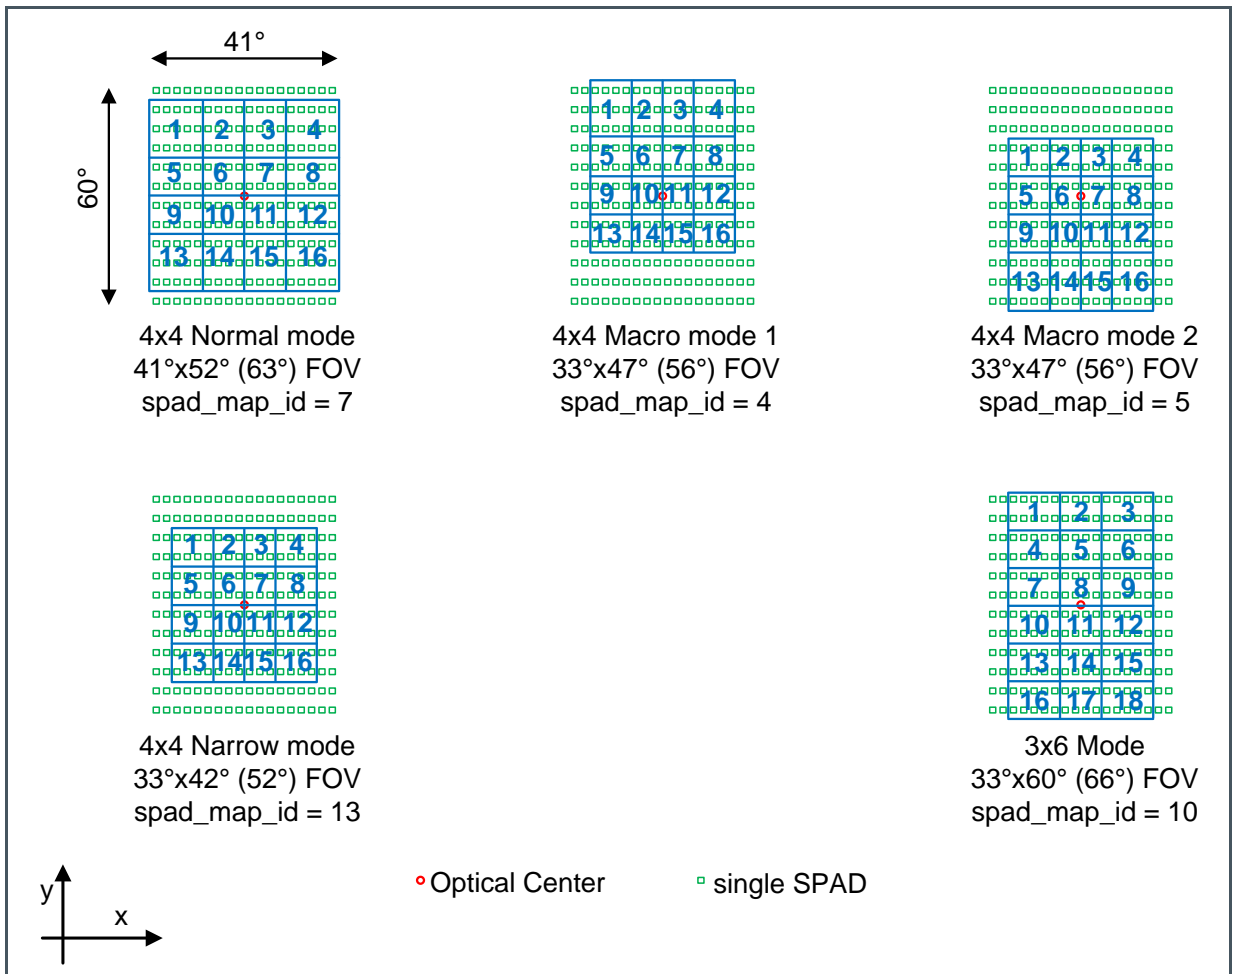 41°
60°
1 2 3 4
5 6 7 8
9 10 11 12
13 14 15 16
4x4 Normal mode
41°x52° (63°) FOV
spad_map_id = 7
1 2 3 4
5 6 7 8
9 10 11 12
13 14 15 16
4x4 Macro mode 1
33°x47° (56°) FOV
spad_map_id = 4
1 2 3 4
5 6 7 8
9 10 11 12
13 14 15 16
4x4 Macro mode 2
33°x47° (56°) FOV
spad_map_id = 5
1 2 3 4
5 6 7 8
9 10 11 12
13 14 15 16
4x4 Narrow mode
33°x42° (52°) FOV
spad_map_id = 13
1 2 3
4 5 6
7 8 9
10 11 12
13 14 15
16 17 18
3x6 Mode
33°x60° (66°) FOV
spad_map_id = 10
y
x
Optical Center
single SPAD